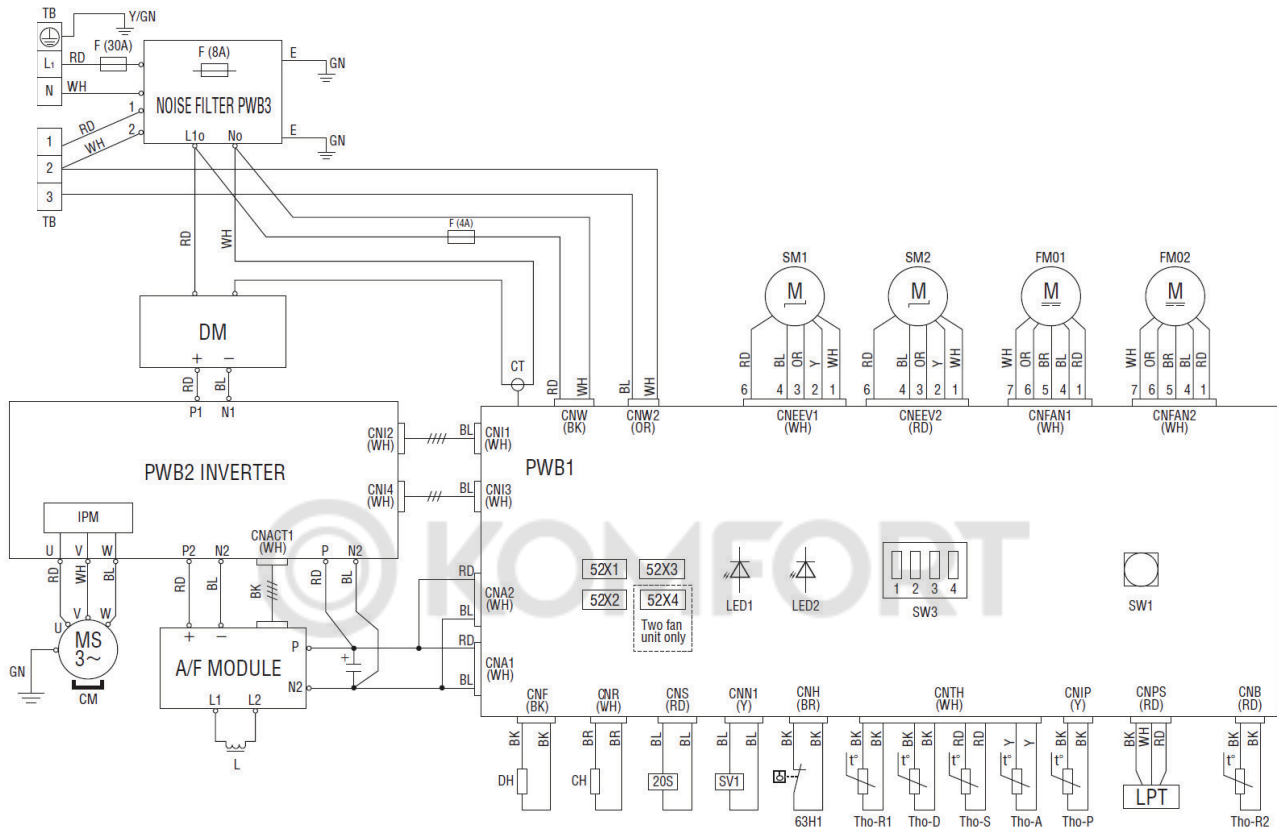 TB
Y/GN
F (30A)
L1
RD
N
WH
F (8A)
NOISE FILTER PWB3
E
GN
E
GN
1
2
RD
WH
L1o
No
1
2
3
TB
RD
WH
F (4A)
DM
+
−
RD
BL
P1
N1
CT
RD
WH
BL
WH
SM1
SM2
FM01
FM02
M
M
M
M
RD
BL
OR
Y
WH
RD
BL
OR
Y
WH
WH
OR
BR
BL
RD
WH
OR
BR
BL
RD
6
4
3
2
1
6
4
3
2
1
7
6
5
4
1
7
6
5
4
1
CNW
(BK)
CNW2
(OR)
CNEEV1
(WH)
CNEEV2
(RD)
CNFAN1
(WH)
CNFAN2
(WH)
PWB2 INVERTER
CNI2
(WH)
BL
CNI1
(WH)
CNI4
(WH)
BL
CNI3
(WH)
PWB1
IPM
U
V
W
P2
N2
CNACT1
(WH)
P
N2
RD
WH
BL
RD
BL
BK
RD
BL
U
V
W
MS
3~
GN
CM
+
−
A/F MODULE
P
N2
L1
L2
L
+
RD
CNA2
(WH)
BL
RD
CNA1
(WH)
BL
KOMFORT
52X1
52X3
52X2
52X4
Two fan
unit only
LED1
LED2
1 2 3 4
SW3
SW1
CNF
(BK)
CNR
(WH)
CNS
(RD)
CNN1
(Y)
CNH
(BR)
CNTH
(WH)
CNIP
(Y)
CNPS
(RD)
CNB
(RD)
BK
BK
BR
BR
BL
BL
BL
BL
BK
BK
BK
BK
BK
BK
RD
RD
Y
Y
BK
BK
BK
WH
RD
BK
BK
DH
CH
20S
SV1
t°
t°
t°
t°
t°
LPT
t°
63H1
Tho-R1
Tho-D
Tho-S
Tho-A
Tho-P
Tho-R2